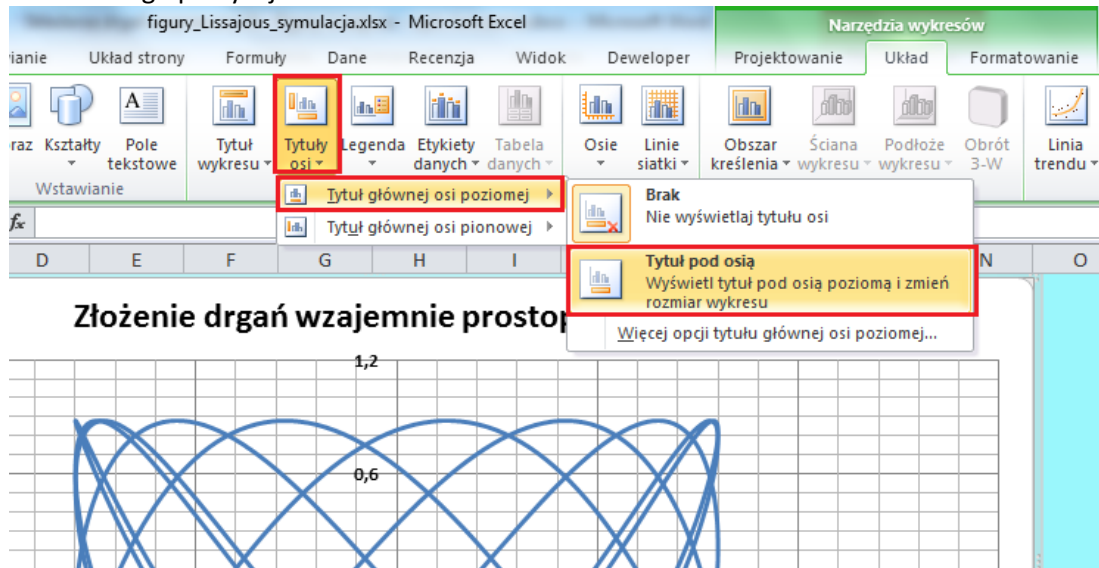 figury_Lissajous_symulacja.xlsx - Microsoft Excel
Narzędzia wykresów
Układ strony Formuły Dane Recenzja Widok Deweloper Projektowanie Układ Formatowanie
Kształty Pole tekstowe Tytuł wykresu Tytuły osi Legenda Etykiety danych Tabela danych Osie Linie siatki Obszar kreślenia Ściana wykresu Podłoże wykresu Obrót 3-W Linia trendu
Wstawianie
Tytuł głównej osi poziomej
Tytuł głównej osi pionowej
Brak
Nie wyświetlaj tytułu osi
Tytuł pod osią
Wyświetl tytuł pod osią poziomą i zmień
rozmiar wykresu
Więcej opcji tytułu głównej osi poziomej...
fx
D E F G H I N O
Złożenie drgań wzajemnie
1,2
0,6